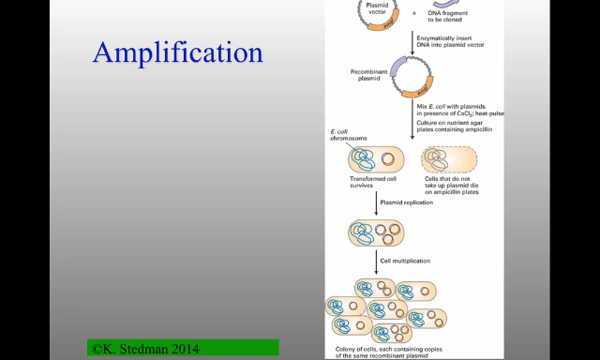 Amplification
Plasmid
vector
+
DNA fragment
to be cloned
Enzymatically insert
DNA into plasmid vector
Recombinant
plasmid
Mix E. coli with plasmids
in presence of CaCl2; heat-pulse
Culture on nutrient agar
plates containing ampicillin
E. coli
chromosome
Transformed cell
survives
Cells that do not
take up plasmid die
on ampicillin plates
Plasmid replication
Cell multiplication
Colony of cells, each containing copies
of the same recombinant plasmid
©K. Stedman 2014